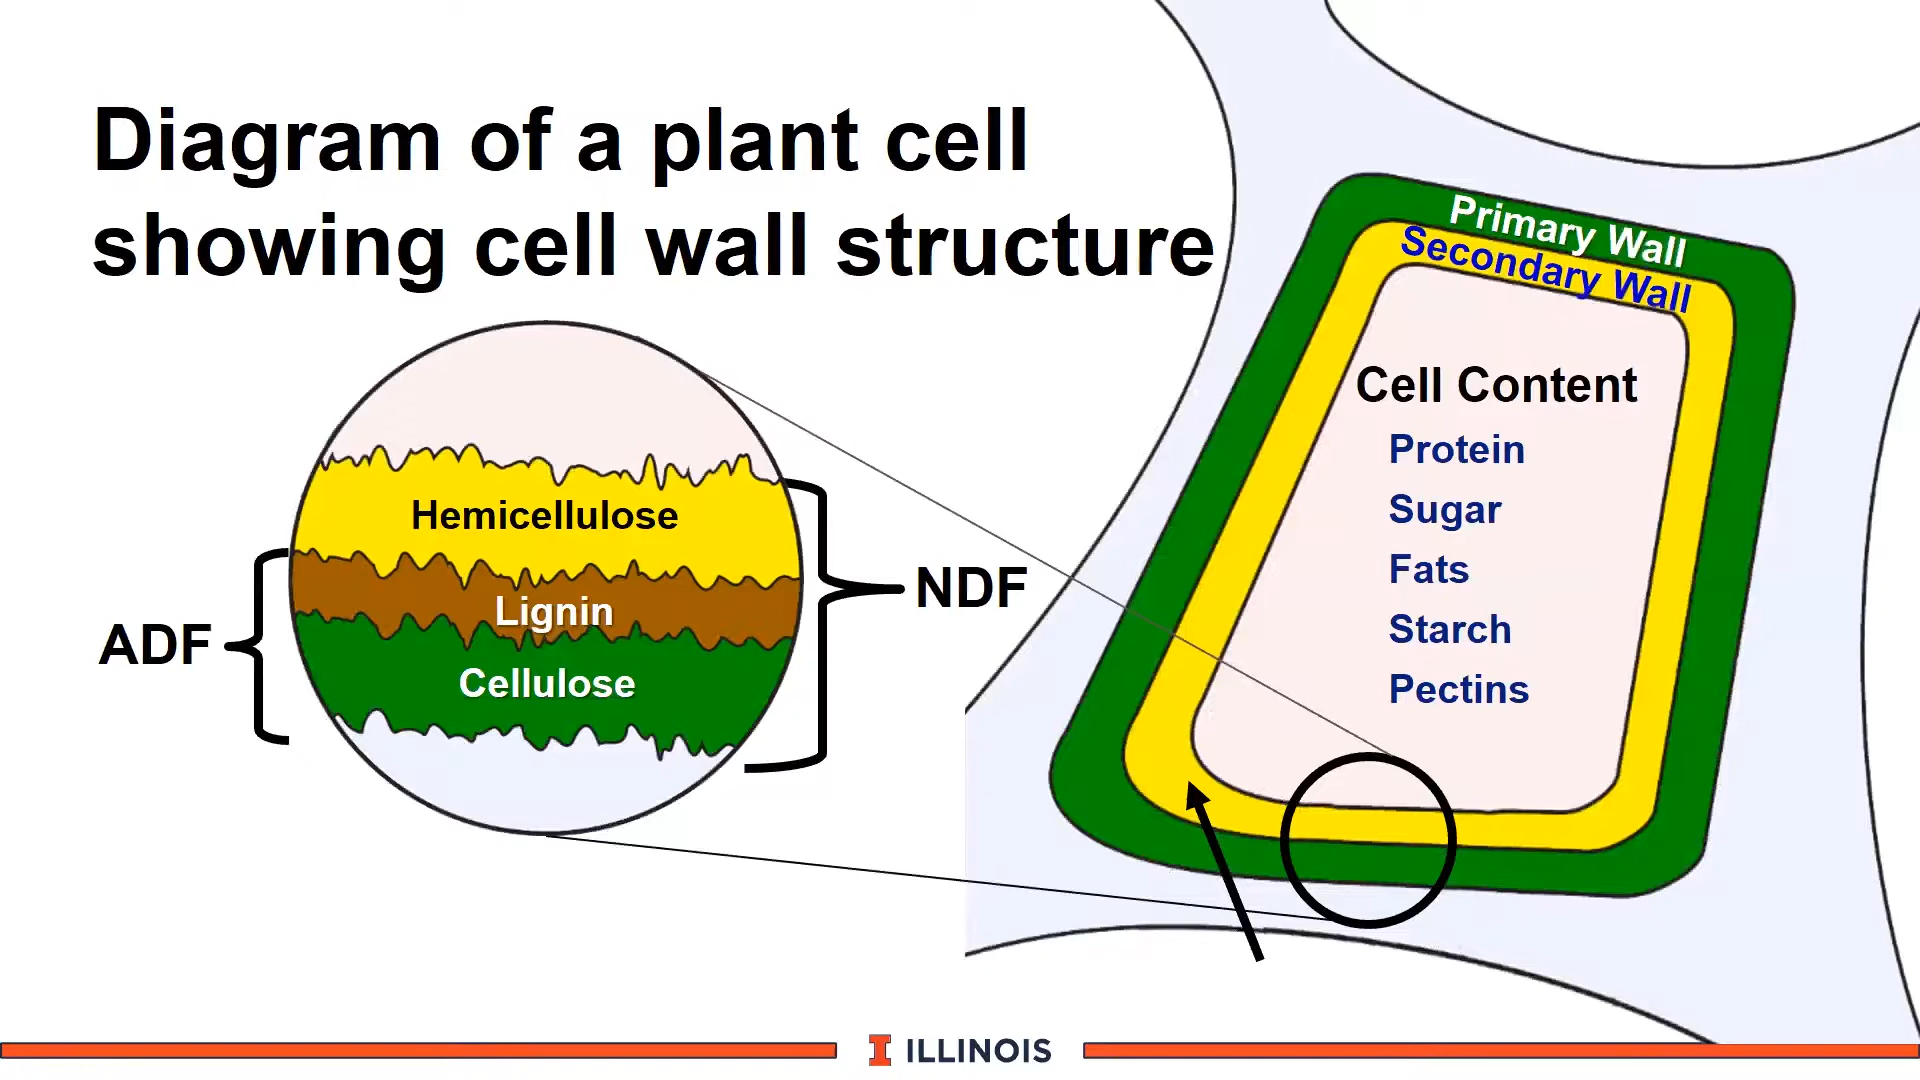 Diagram of a plant cell
showing cell wall structure
Primary Wall
Secondary Wall
Cell Content
Protein
Sugar
Fats
Starch
Pectins
Hemicellulose
Lignin
Cellulose
ADF
NDF
ILLINOIS